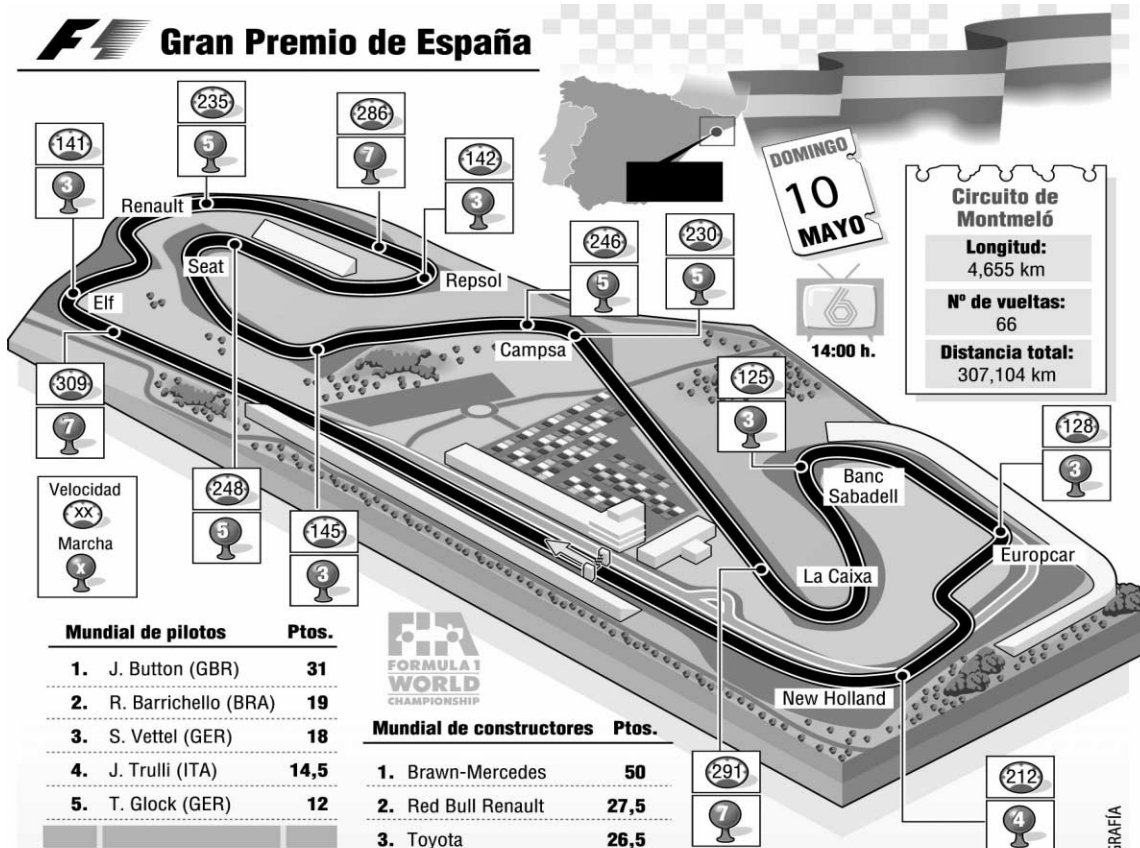 F1
Gran Premio de España
235
5
286
7
141
3
142
3
Renault
Seat
Repsol
Elf
246
5
230
5
Campsa
DOMINGO
10
MAYO
6
14:00 h.
Circuito de
Montmeló
Longitud:
4,655 km
Nº de vueltas:
66
Distancia total:
307,104 km
309
7
125
3
128
3
Banc
Sabadell
Europcar
La Caixa
New Holland
248
5
145
3
Velocidad
XX
Marcha
X
291
7
212
4
Mundial de pilotos Ptos.
1. J. Button (GBR) 31
2. R. Barrichello (BRA) 19
3. S. Vettel (GER) 18
4. J. Trulli (ITA) 14,5
5. T. Glock (GER) 12
FIA
FORMULA 1
WORLD
CHAMPIONSHIP
Mundial de constructores Ptos.
1. Brawn-Mercedes 50
2. Red Bull Renault 27,5
3. Toyota 26,5